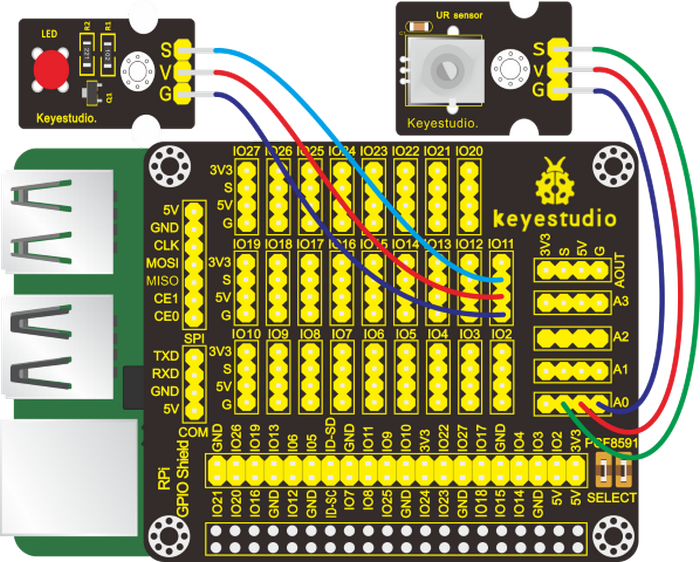 LED
R2
221
R1
102
Q1
S
V
G
Keyestudio.
UR sensor
S
V
G
Keyestudio.
IO27 IO26 IO25 IO24 IO23 IO22 IO21 IO20
3V3
S
5V
G
keyestudio
5V
GND
CLK
MOSI
MISO
CE1
CE0
SPI
IO19 IO18 IO17 IO16 IO15 IO14 IO13 IO12 IO11
3V3
S
5V
G
3V3 S 5V G
AOUT
A3
A2
A1
A0
IO10 IO9 IO8 IO7 IO6 IO5 IO4 IO3 IO2
3V3
S
5V
G
TXD
RXD
GND
5V
COM
RPi
GPIO Shield
GND IO26 IO19 IO13 IO6 IO5 ID-SD GND IO11 IO9 IO10 3V3 IO22 IO27 IO17 GND IO4 IO3 IO2 3V3
PCF8591
SELECT
IO21 IO20 IO16 GND IO12 GND ID-SC IO7 IO8 IO25 GND IO24 IO23 GND IO18 IO15 IO14 GND 5V 5V